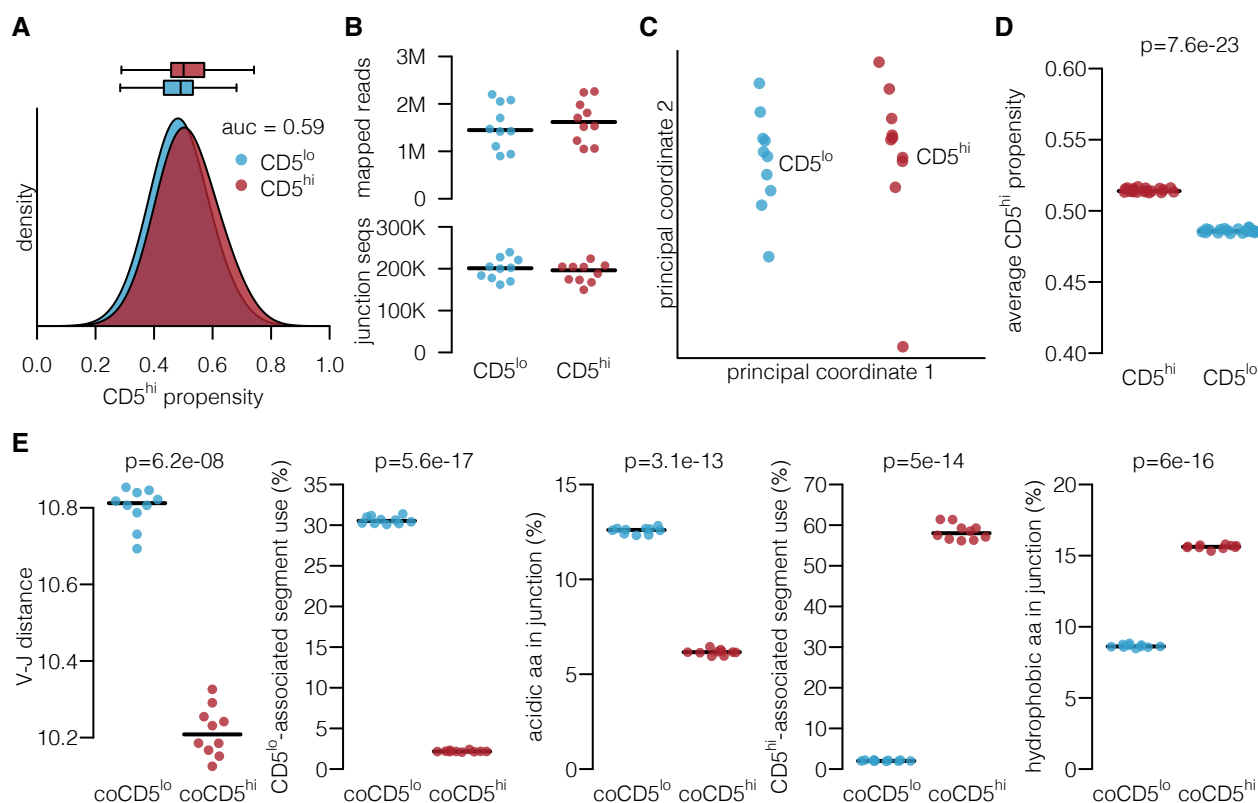 A
auc = 0.59
CD5lo
CD5hi
density
0.0 0.2 0.4 0.6 0.8 1.0
CD5hi propensity
B
mapped reads
3M
2M
1M
0
junction seqs
300K
200K
100K
0
CD5lo CD5hi
C
principal coordinate 2
CD5lo CD5hi
principal coordinate 1
D
p=7.6e-23
average CD5hi propensity
0.60
0.55
0.50
0.45
0.40
CD5hi CD5lo
E
p=6.2e-08
V-J distance
10.8
10.6
10.4
10.2
coCD5lo coCD5hi
p=5.6e-17
CD5lo-associated segment use (%)
35
30
25
20
15
10
5
0
coCD5lo coCD5hi
p=3.1e-13
acidic aa in junction (%)
15
10
5
0
coCD5lo coCD5hi
p=5e-14
CD5hi-associated segment use (%)
70
60
50
40
30
20
10
0
coCD5lo coCD5hi
p=6e-16
hydrophobic aa in junction (%)
20
15
10
5
0
coCD5lo coCD5hi